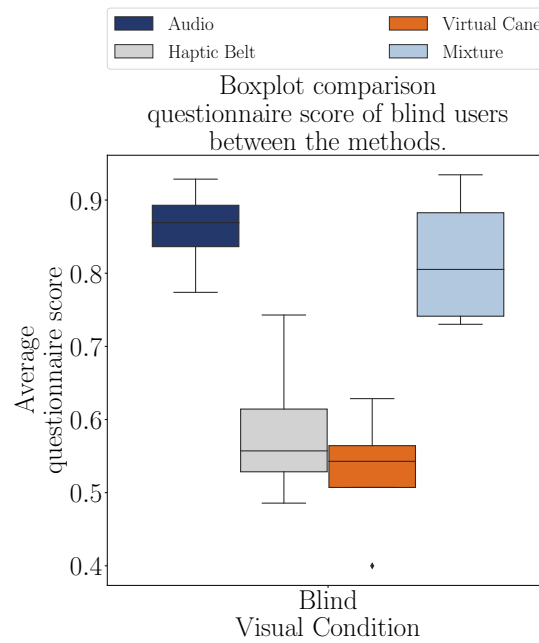 Audio
Haptic Belt
Virtual Cane
Mixture
Boxplot comparison
questionnaire score of blind users
between the methods.
Average
questionnaire score
0.9
0.8
0.7
0.6
0.5
0.4
Blind
Visual Condition